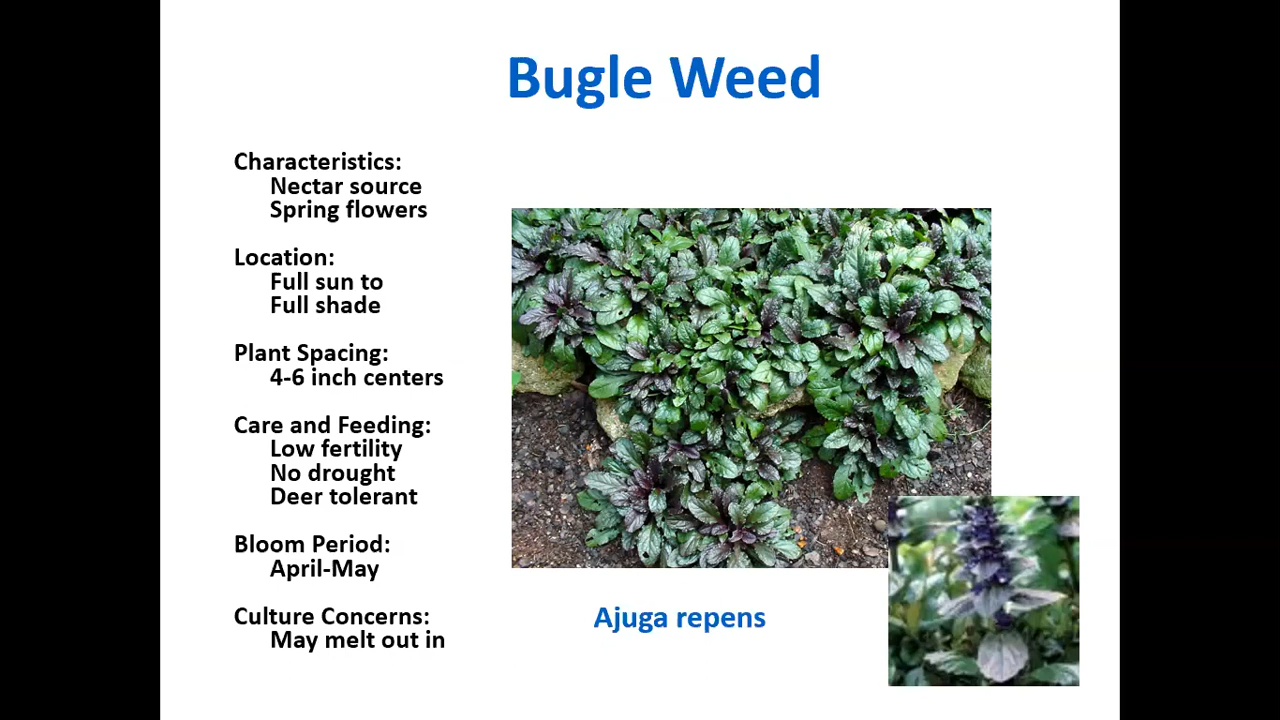 Bugle Weed
Characteristics:
Nectar source
Spring flowers
Location:
Full sun to
Full shade
Plant Spacing:
4-6 inch centers
Care and Feeding:
Low fertility
No drought
Deer tolerant
Bloom Period:
April-May
Culture Concerns:
May melt out in
Ajuga repens